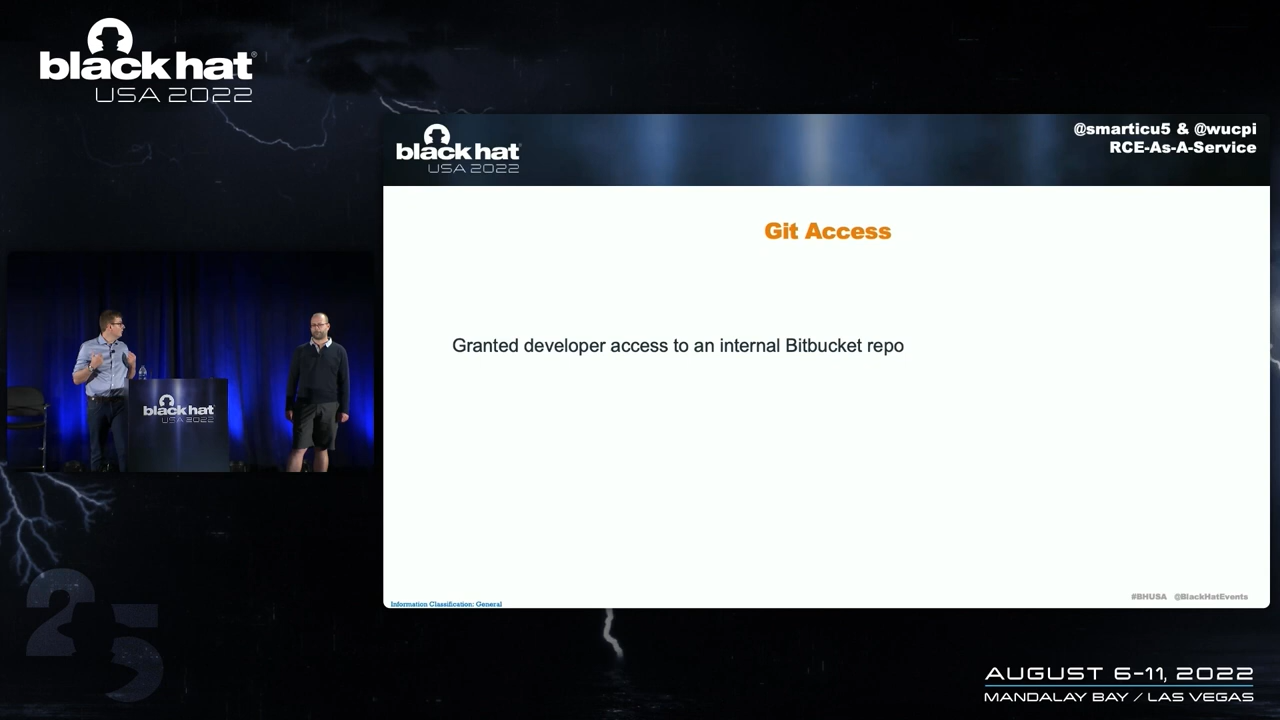 black hat®
USA 2022
black hat
USA 2022
@smarticu5 & @wucpi
RCE-As-A-Service
Git Access
Granted developer access to an internal Bitbucket repo
black hat
USA 2022
Information Classification: General
#BHUSA @BlackHatEvents
25
AUGUST 6-11, 2022
MANDALAY BAY / LAS VEGAS